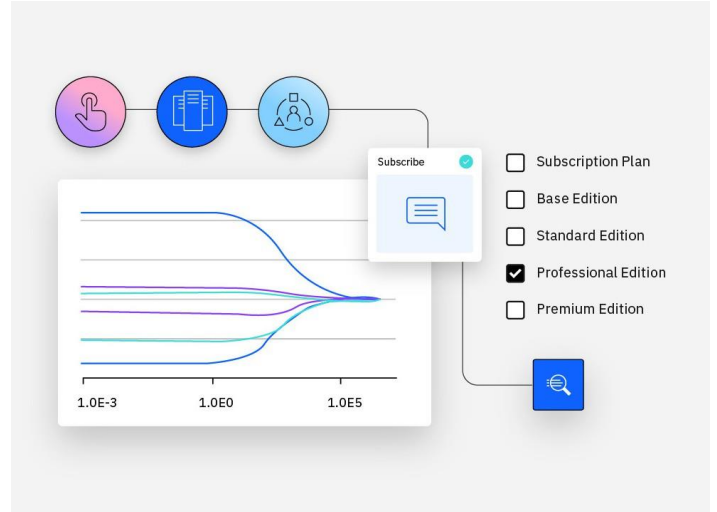 Subscribe
Subscription Plan
Base Edition
Standard Edition
Professional Edition
Premium Edition
1.0E-3
1.0E0
1.0E5